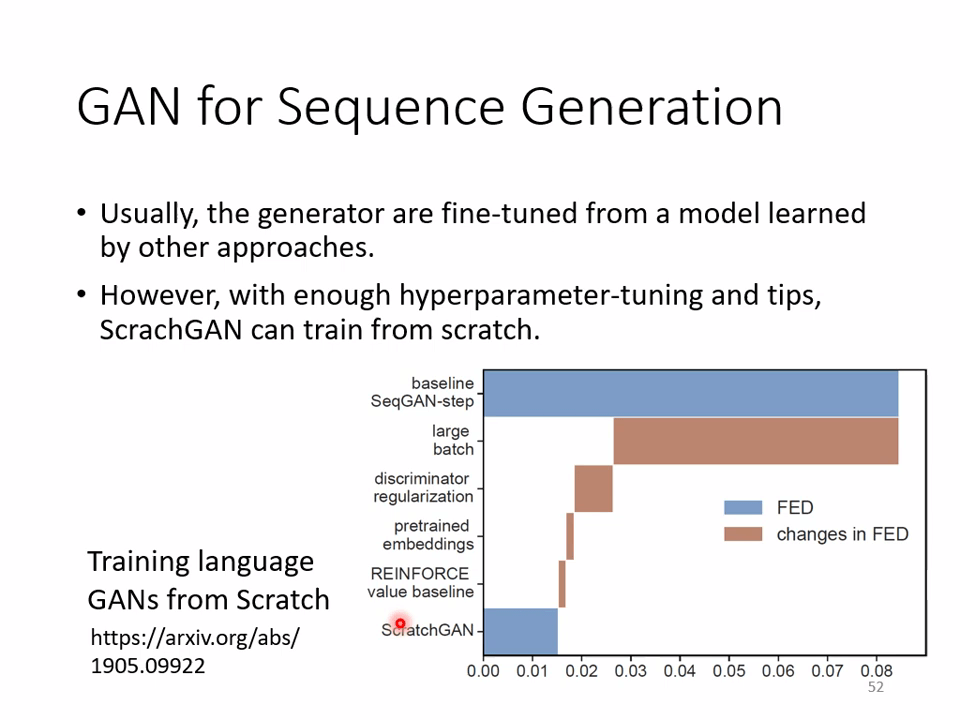 GAN for Sequence Generation
• Usually, the generator are fine-tuned from a model learned
by other approaches.
• However, with enough hyperparameter-tuning and tips,
ScrachGAN can train from scratch.
baseline
SeqGAN-step
large
batch
discriminator
regularization
pretrained
embeddings
REINFORCE
value baseline
ScratchGAN
FED
changes in FED
0.00 0.01 0.02 0.03 0.04 0.05 0.06 0.07 0.08
Training language
GANs from Scratch
https://arxiv.org/abs/
1905.09922
52